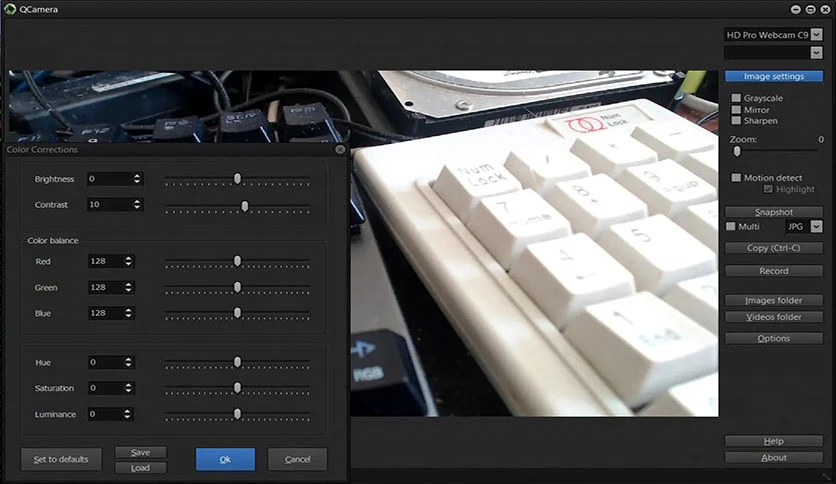 QCamera
HD Pro Webcam C9
Image settings
Grayscale
Mirror
Sharpen
Zoom: 0
Motion detect
Highlight
Snapshot
Multi JPG
Copy (Ctrl-C)
Record
Images folder
Videos folder
Options
Help
About
Color Corrections
Brightness 0
Contrast 10
Color balance
Red 128
Green 128
Blue 128
Hue 0
Saturation 0
Luminance 0
Set to defaults
Save
Load
Ok
Cancel
F12
Num
Lock
Num
Lock
/
*
-
7
8
9
PgUp
4
5
1
End
RGB